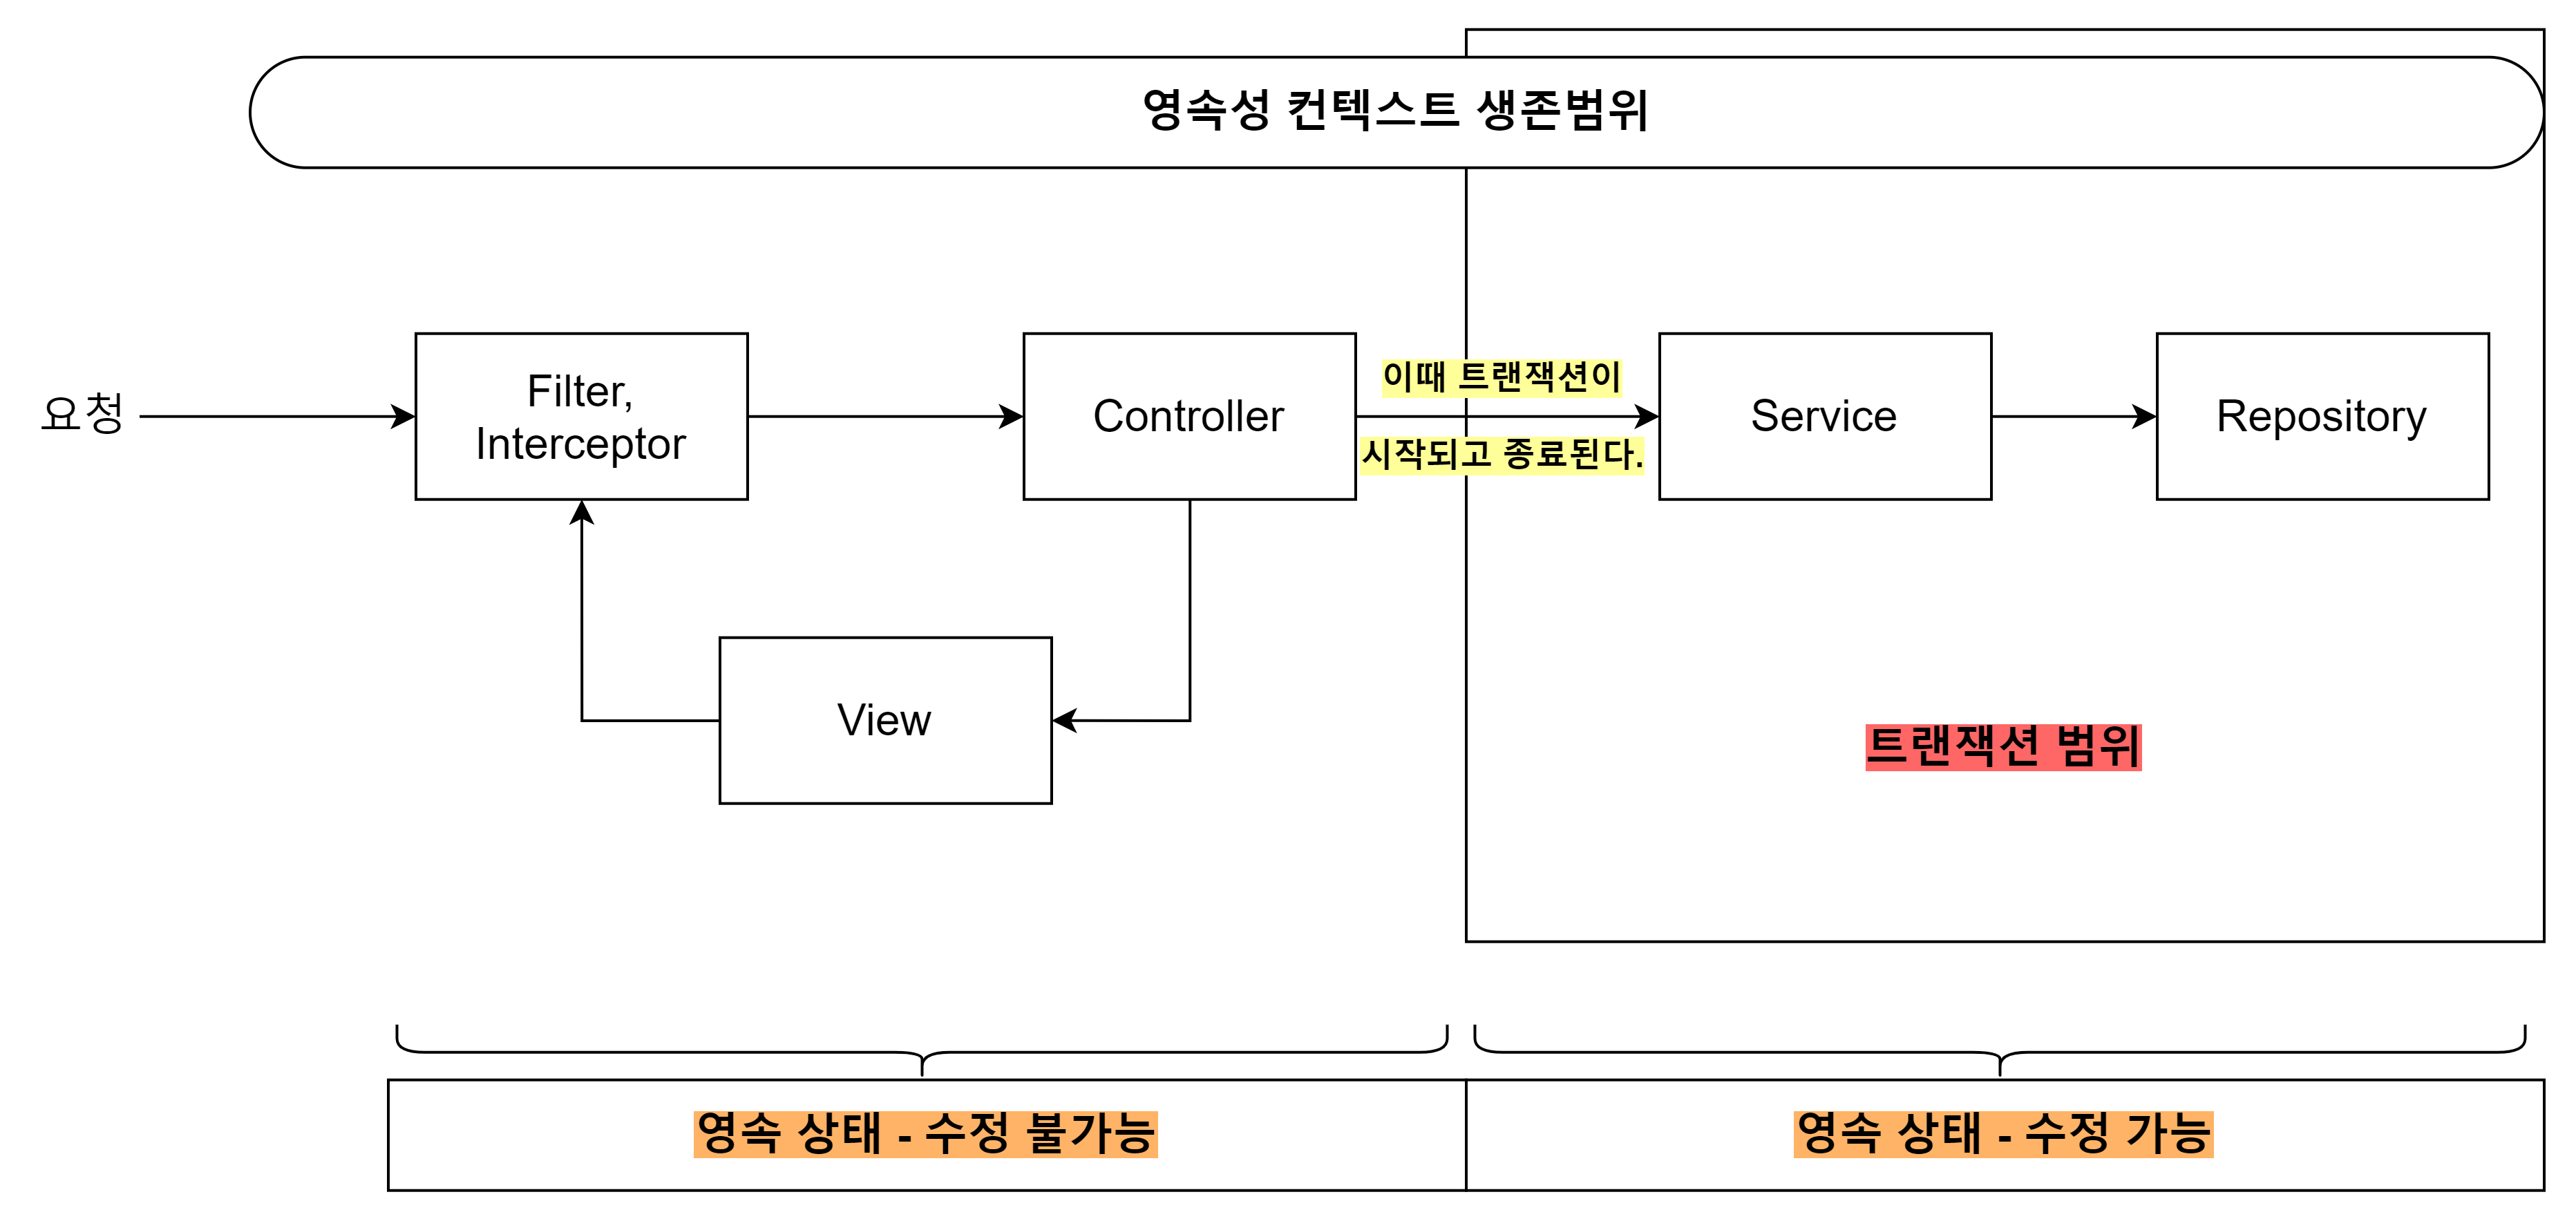 영속성 컨텍스트 생존범위
요청
Filter,
Interceptor
Controller
이때 트랜잭션이
시작되고 종료된다.
Service
Repository
View
트랜잭션 범위
영속 상태 - 수정 불가능
영속 상태 - 수정 가능